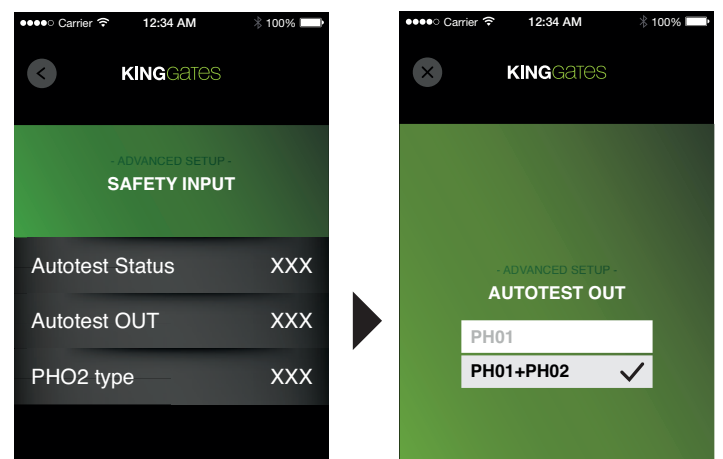 Carrier 12:34 AM 100%
KINGGATES
- ADVANCED SETUP -
SAFETY INPUT
Autotest Status XXX
Autotest OUT XXX
PHO2 type XXX
Carrier 12:34 AM 100%
KINGGATES
- ADVANCED SETUP -
AUTOTEST OUT
PH01
PH01+PH02